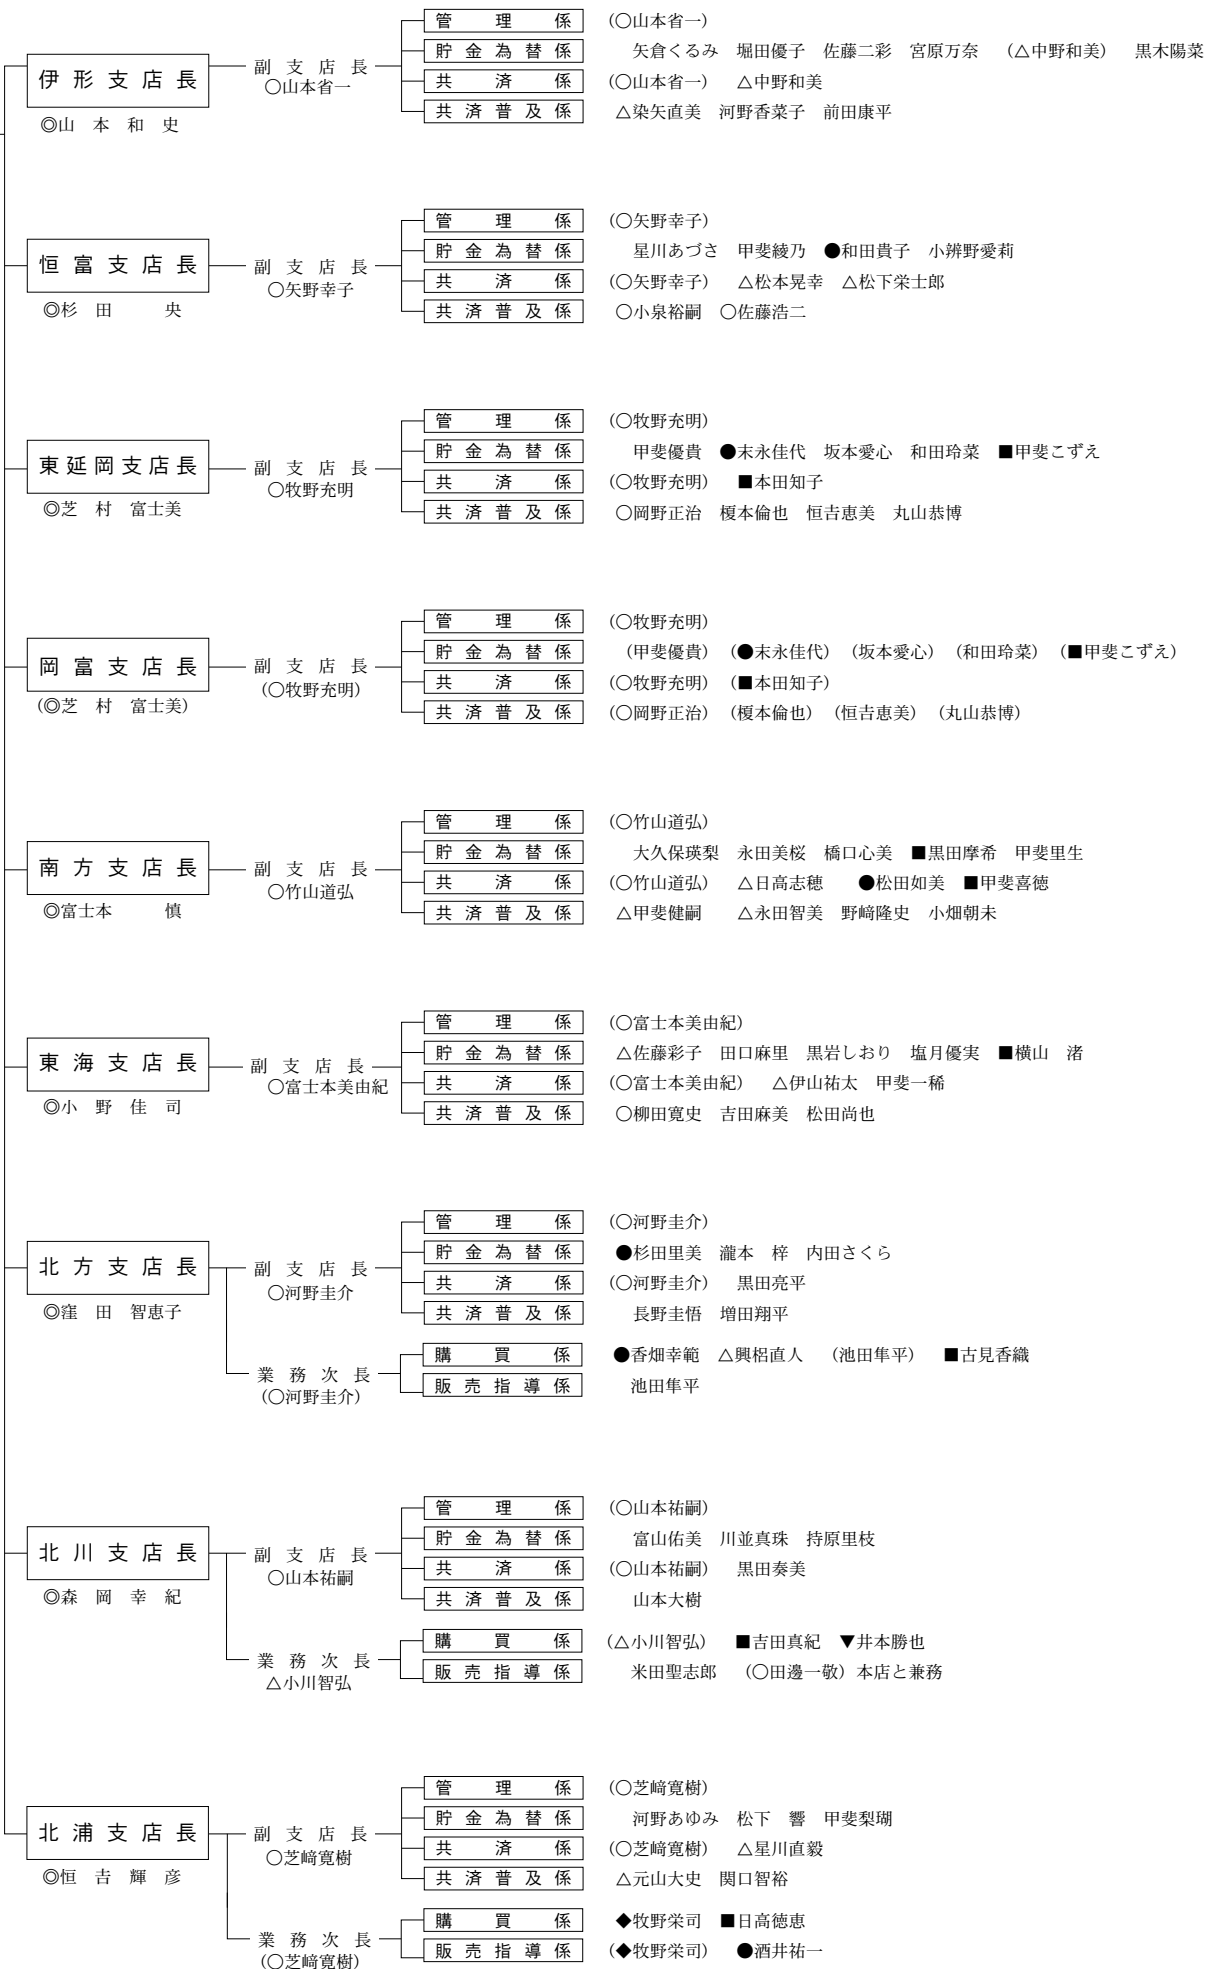 管理係 (〇山本省一)
貯金為替係 矢倉くるみ 堀田優子 佐藤二彩 宮原万奈 (△中野和美) 黒木陽菜
伊形支店長 副支店長
〇山本省一
共済係 (〇山本省一) △中野和美
共済普及係 △染矢直美 河野香菜子 前田康平
◎山本和史
管理係 (〇矢野幸子)
貯金為替係 星川あづさ 甲斐綾乃 ●和田貴子 小辨野愛莉
恒富支店長 副支店長
〇矢野幸子
共済係 (〇矢野幸子) △松本晃幸 △松下栄士郎
共済普及係 〇小泉裕嗣 〇佐藤浩二
◎杉田 央
管理係 (〇牧野充明)
貯金為替係 甲斐優貴 ●末永佳代 坂本愛心 和田玲菜 ■甲斐こずえ
東延岡支店長 副支店長
〇牧野充明
共済係 (〇牧野充明) ■本田知子
共済普及係 〇岡野正治 榎本倫也 恒吉恵美 丸山恭博
◎芝村 富士美
管理係 (〇牧野充明)
貯金為替係 (甲斐優貴) (●末永佳代) (坂本愛心) (和田玲菜) (■甲斐こずえ)
岡富支店長 副支店長
(〇牧野充明)
共済係 (〇牧野充明) (■本田知子)
共済普及係 (〇岡野正治) (榎本倫也) (恒吉恵美) (丸山恭博)
(◎芝村 富士美)
管理係 (〇竹山道弘)
貯金為替係 大久保瑛梨 永田美桜 橋口心美 ■黒田摩希 甲斐里生
南方支店長 副支店長
〇竹山道弘
共済係 (〇竹山道弘) △日高志穂 ●松田如美 ■甲斐喜徳
共済普及係 △甲斐健嗣 △永田智美 野﨑隆史 小畑朝未
◎富士本 慎
管理係 (〇富士本美由紀)
貯金為替係 △佐藤彩子 田口麻里 黒岩しおり 塩月優実 ■横山 渚
東海支店長 副支店長
〇富士本美由紀
共済係 (〇富士本美由紀) △伊山祐太 甲斐一稀
共済普及係 〇柳田寛史 吉田麻美 松田尚也
◎小野佳司
管理係 (〇河野圭介)
貯金為替係 ●杉田里美 瀧本 梓 内田さくら
北方支店長 副支店長
〇河野圭介
共済係 (〇河野圭介) 黒田亮平
共済普及係 長野圭悟 増田翔平
◎窪田 智恵子
購買係 ●香畑幸範 △興梠直人 (池田隼平) ■古見香織
業務次長
(〇河野圭介)
販売指導係 池田隼平
管理係 (〇山本祐嗣)
貯金為替係 富山佑美 川並真珠 持原里枝
北川支店長 副支店長
〇山本祐嗣
共済係 (〇山本祐嗣) 黒田奏美
共済普及係 山本大樹
◎森岡幸紀
購買係 (△小川智弘) ■吉田真紀 ▼井本勝也
業務次長
△小川智弘
販売指導係 米田聖志郎 (〇田邊一敬)本店と兼務
管理係 (〇芝﨑寛樹)
貯金為替係 河野あゆみ 松下 響 甲斐梨瑚
北浦支店長 副支店長
〇芝﨑寛樹
共済係 (〇芝﨑寛樹) △星川直毅
共済普及係 △元山大史 関口智裕
◎恒吉輝彦
購買係 ◆牧野栄司 ■日高徳恵
業務次長
(〇芝﨑寛樹)
販売指導係 (◆牧野栄司) ●酒井祐一